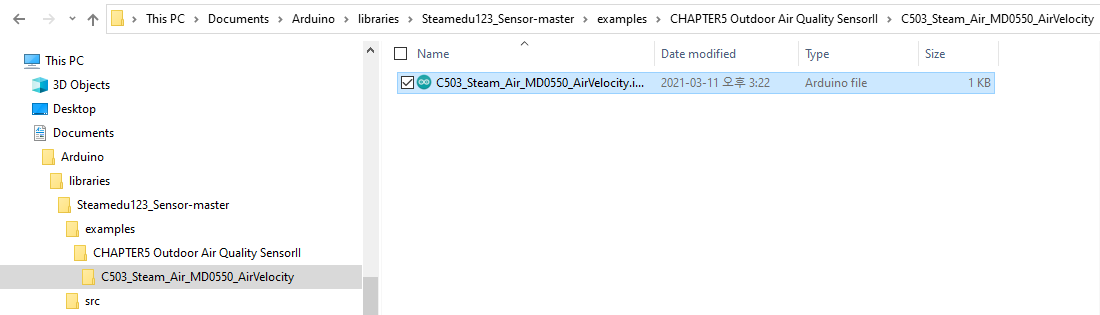 This PC > Documents > Arduino > libraries > Steamedu123_Sensor-master > examples > CHAPTER5 Outdoor Air Quality SensorII > C503_Steam_Air_MD0550_AirVelocity
This PC
3D Objects
Desktop
Documents
Arduino
libraries
Steamedu123_Sensor-master
examples
CHAPTER5 Outdoor Air Quality SensorII
C503_Steam_Air_MD0550_AirVelocity
src
Name Date modified Type Size
C503_Steam_Air_MD0550_AirVelocity.i... 2021-03-11 오후 3:22 Arduino file 1 KB